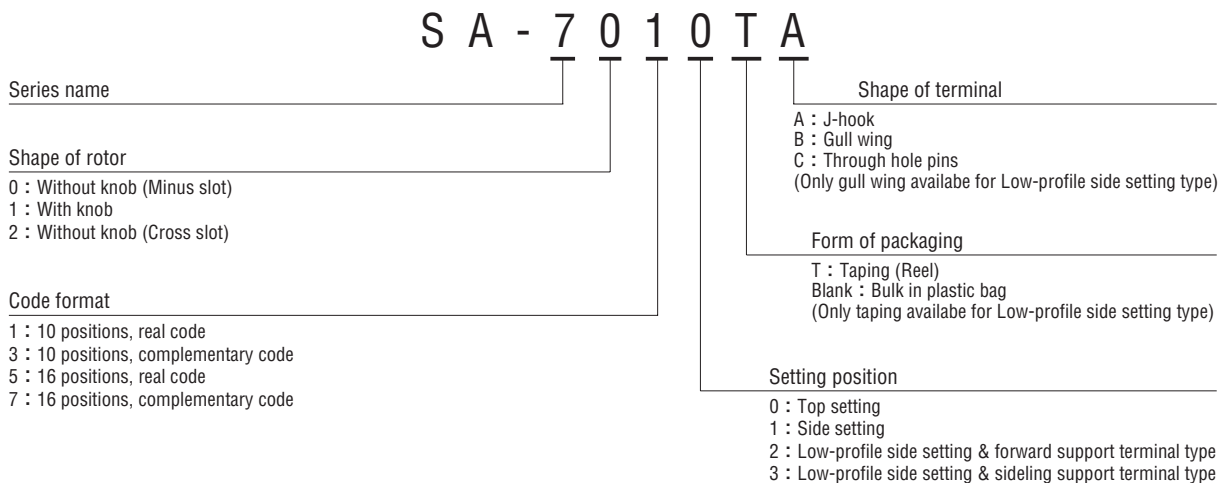 S A - 7 0 1 0 T A
Series name
Shape of rotor
0 : Without knob (Minus slot)
1 : With knob
2 : Without knob (Cross slot)
Code format
1 : 10 positions, real code
3 : 10 positions, complementary code
5 : 16 positions, real code
7 : 16 positions, complementary code
Shape of terminal
A : J-hook
B : Gull wing
C : Through hole pins
(Only gull wing availabe for Low-profile side setting type)
Form of packaging
T : Taping (Reel)
Blank : Bulk in plastic bag
(Only taping availabe for Low-profile side setting type)
Setting position
0 : Top setting
1 : Side setting
2 : Low-profile side setting & forward support terminal type
3 : Low-profile side setting & sideling support terminal type